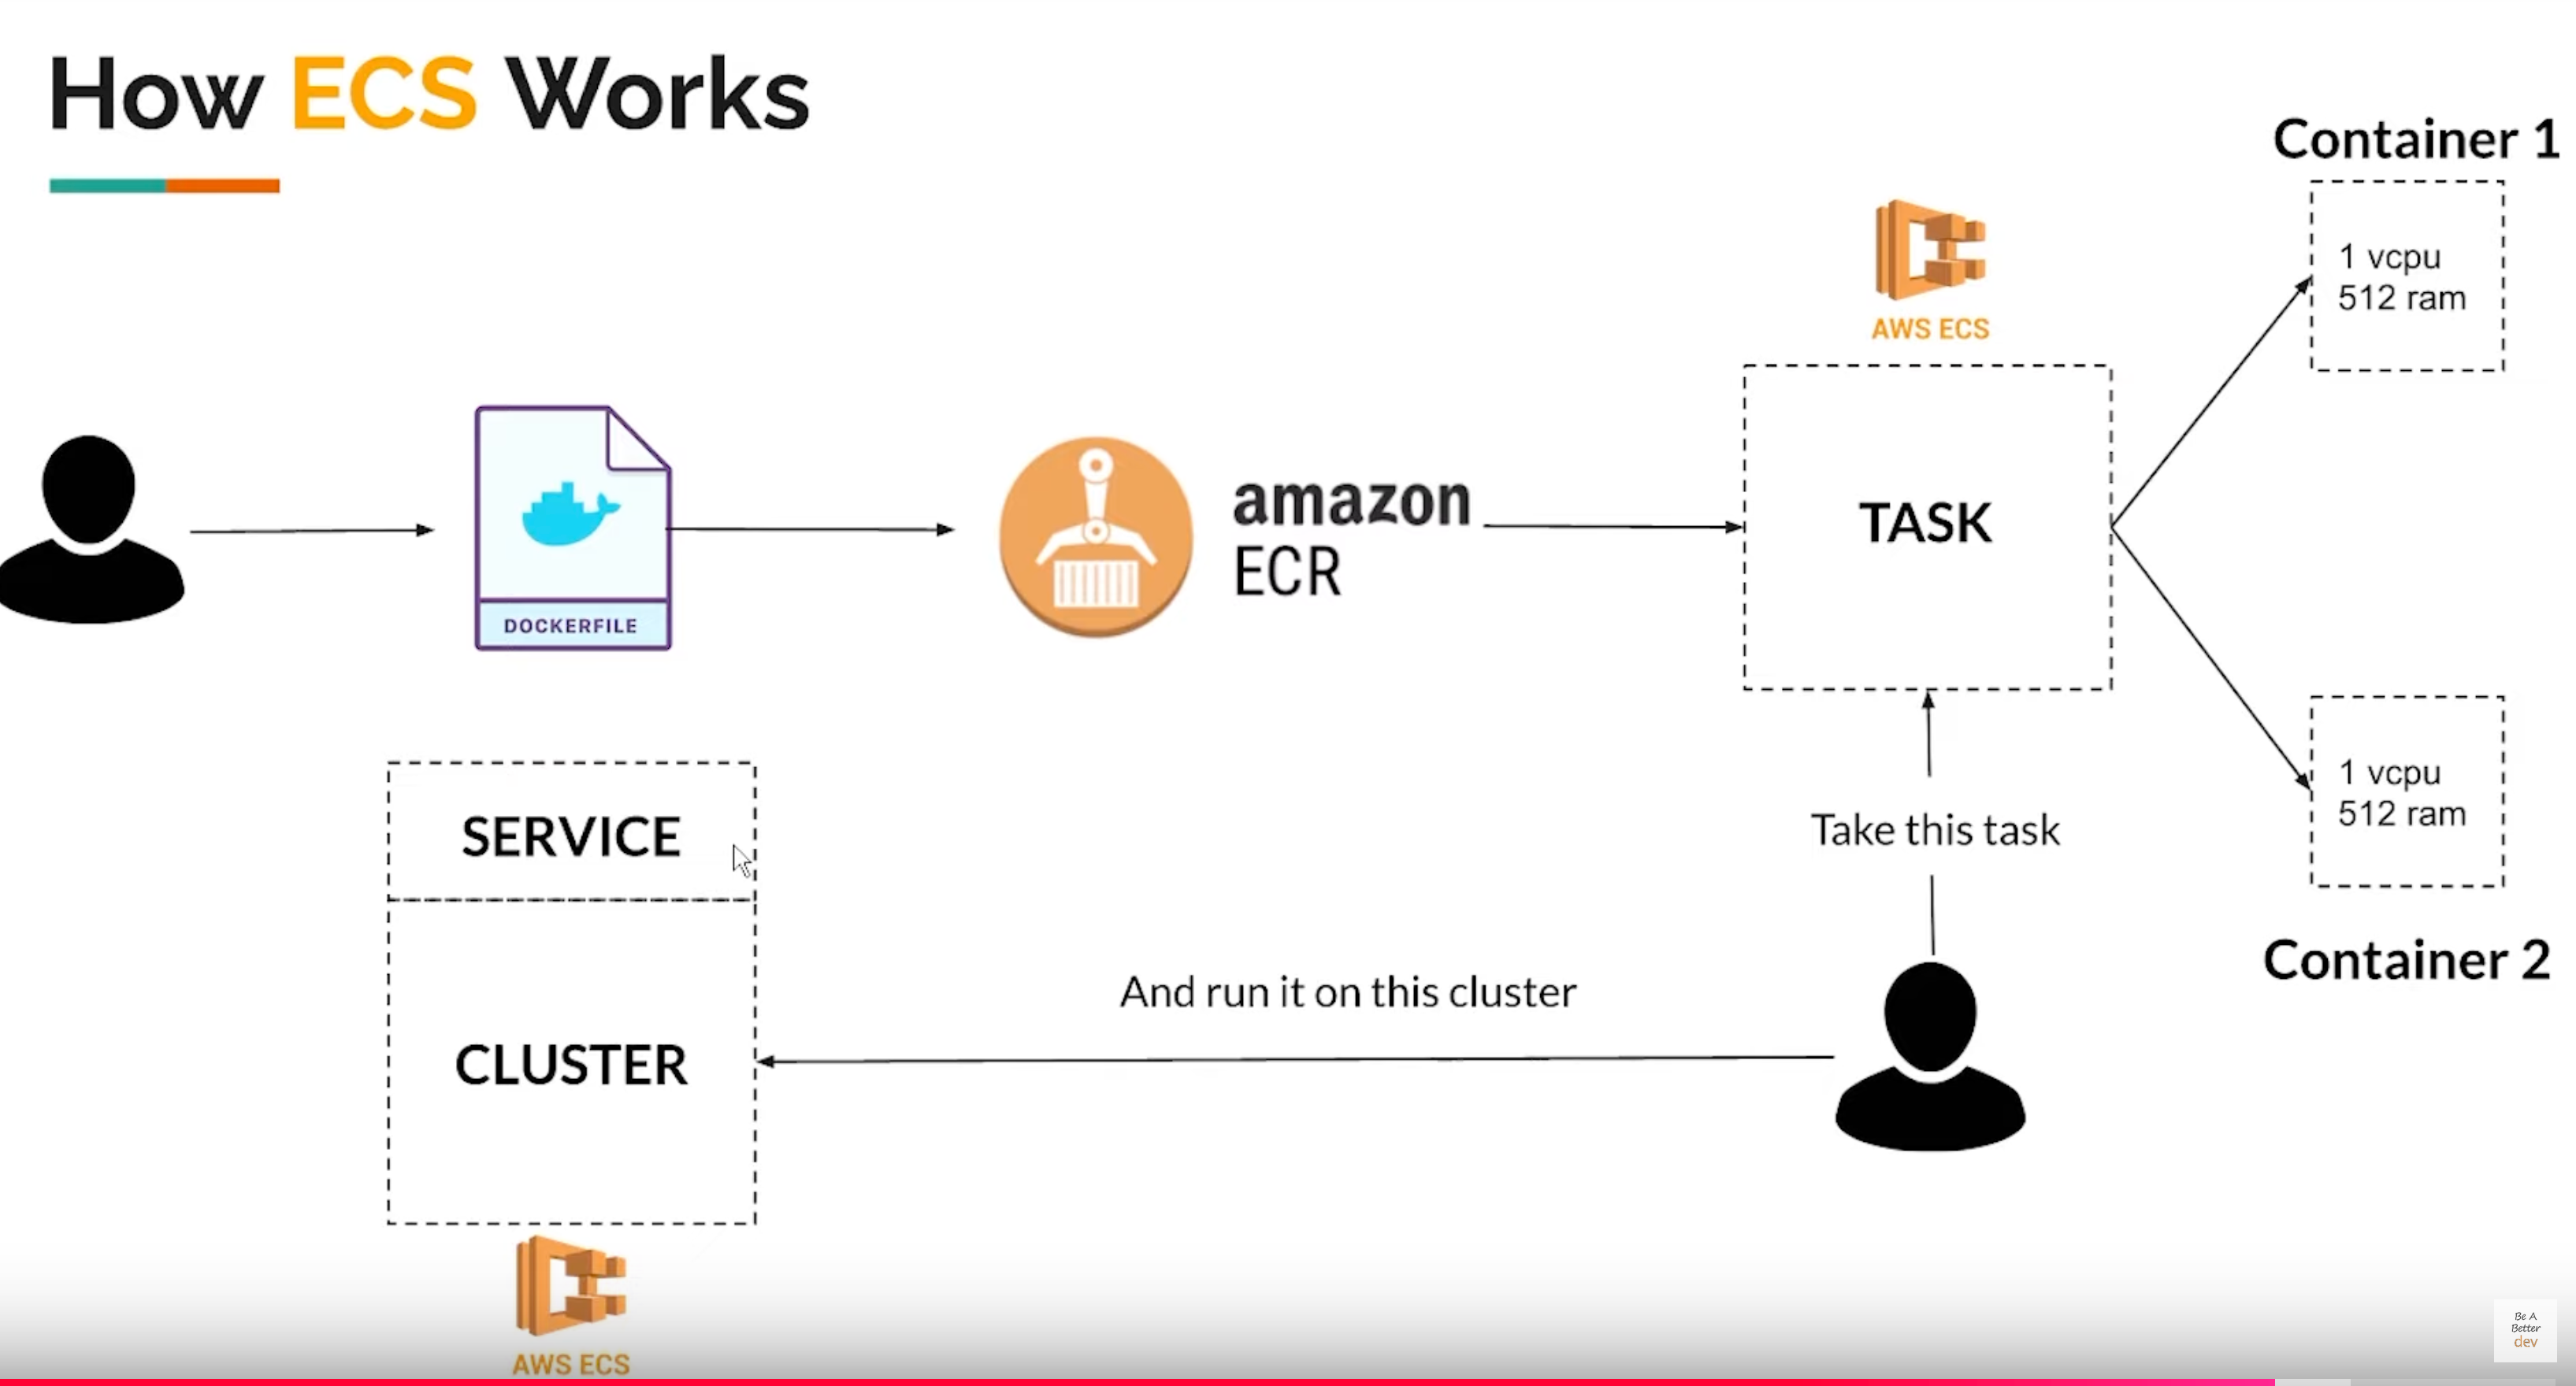 How ECS Works
Container 1
1 vcpu
512 ram
AWS ECS
DOCKERFILE
amazon
ECR
TASK
SERVICE
CLUSTER
Take this task
1 vcpu
512 ram
Container 2
And run it on this cluster
AWS ECS
Be A
Better
dev